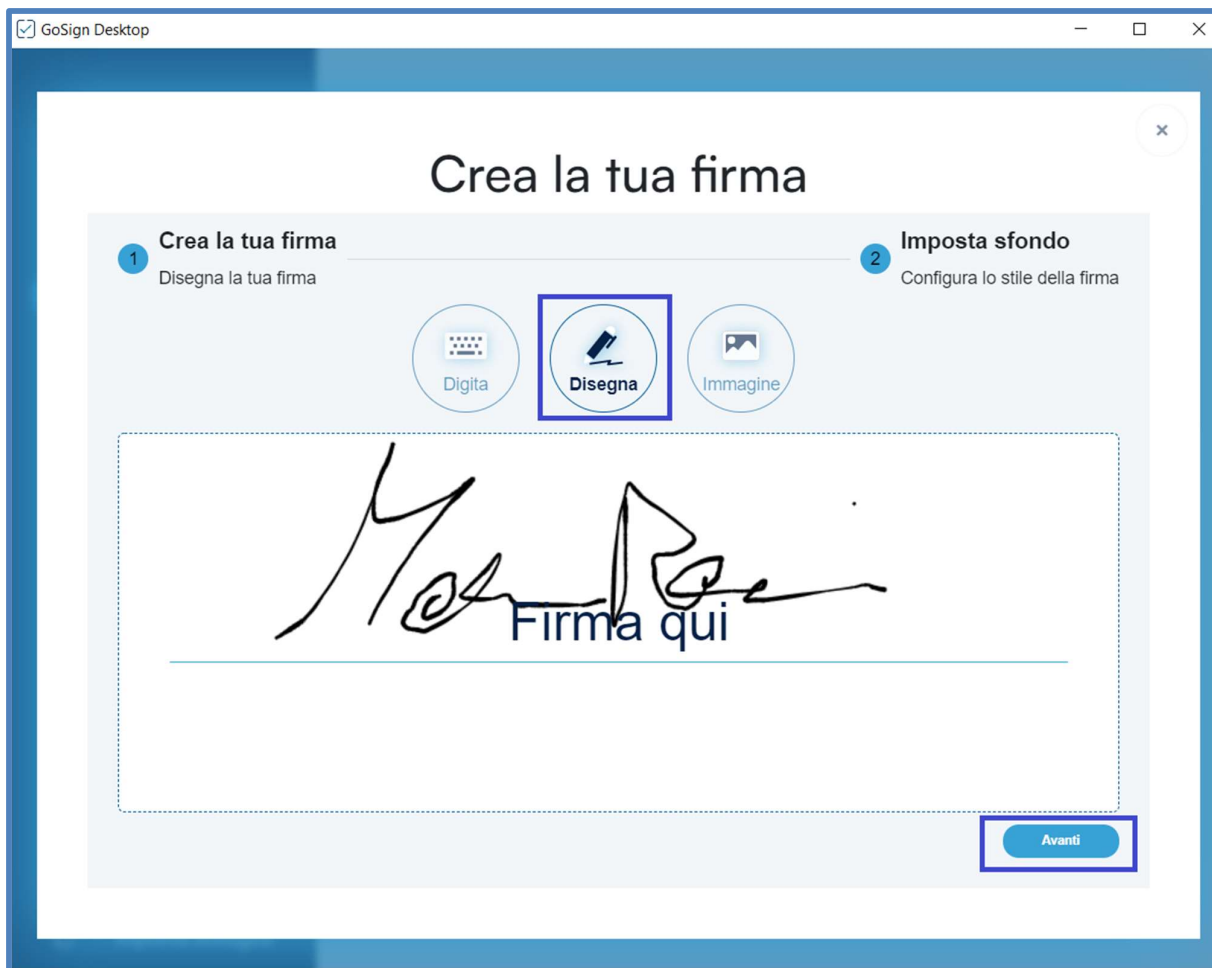 GoSign Desktop
Crea la tua firma
1
Crea la tua firma
Disegna la tua firma
2
Imposta sfondo
Configura lo stile della firma
Digita
Disegna
Immagine
Firma qui
Avanti